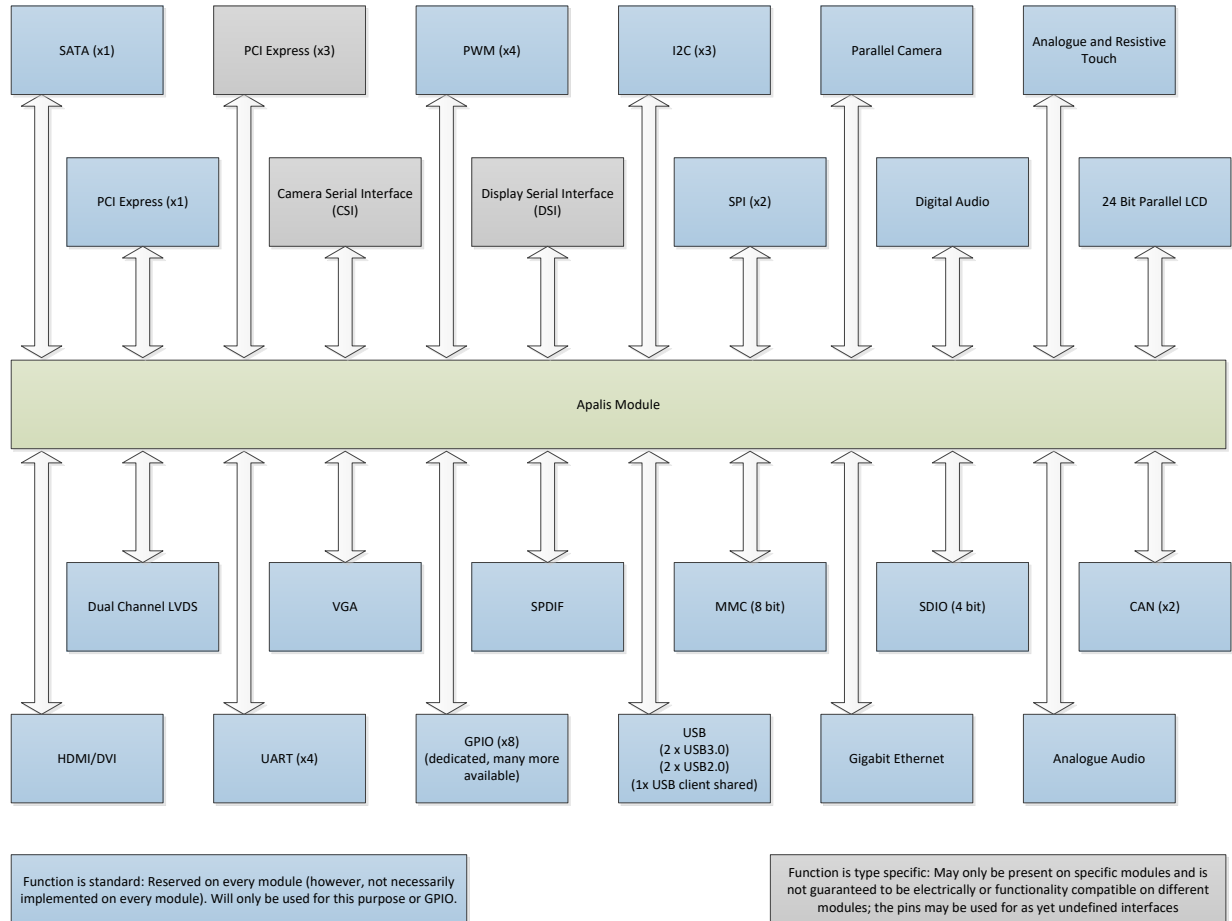 SATA (x1)
PCI Express (x3)
PWM (x4)
I2C (x3)
Parallel Camera
Analogue and Resistive
Touch
PCI Express (x1)
Camera Serial Interface
(CSI)
Display Serial Interface
(DSI)
SPI (x2)
Digital Audio
24 Bit Parallel LCD
Apalis Module
Dual Channel LVDS
VGA
SPDIF
MMC (8 bit)
SDIO (4 bit)
CAN (x2)
HDMI/DVI
UART (x4)
GPIO (x8)
(dedicated, many more
available)
USB
(2 x USB3.0)
(2 x USB2.0)
(1x USB client shared)
Gigabit Ethernet
Analogue Audio
Function is standard: Reserved on every module (however, not necessarily
implemented on every module). Will only be used for this purpose or GPIO.
Function is type specific: May only be present on specific modules and is
not guaranteed to be electrically or functionality compatible on different
modules; the pins may be used for as yet undefined interfaces